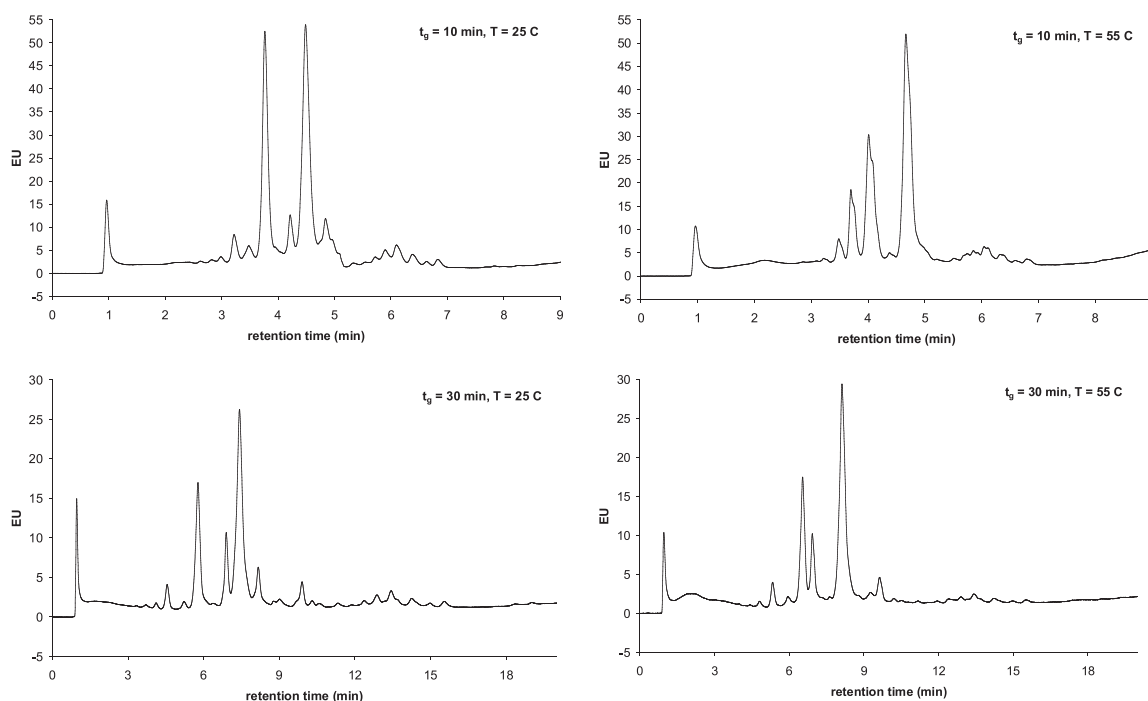 t_g = 10 min, T = 25 C
EU
55
50
45
40
35
30
25
20
15
10
5
0
-5
0 1 2 3 4 5 6 7 8 9
retention time (min)
t_g = 10 min, T = 55 C
EU
55
50
45
40
35
30
25
20
15
10
5
0
-5
0 1 2 3 4 5 6 7 8
retention time (min)
t_g = 30 min, T = 25 C
EU
30
25
20
15
10
5
0
-5
0 3 6 9 12 15 18
retention time (min)
t_g = 30 min, T = 55 C
EU
30
25
20
15
10
5
0
-5
0 3 6 9 12 15 18
retention time (min)